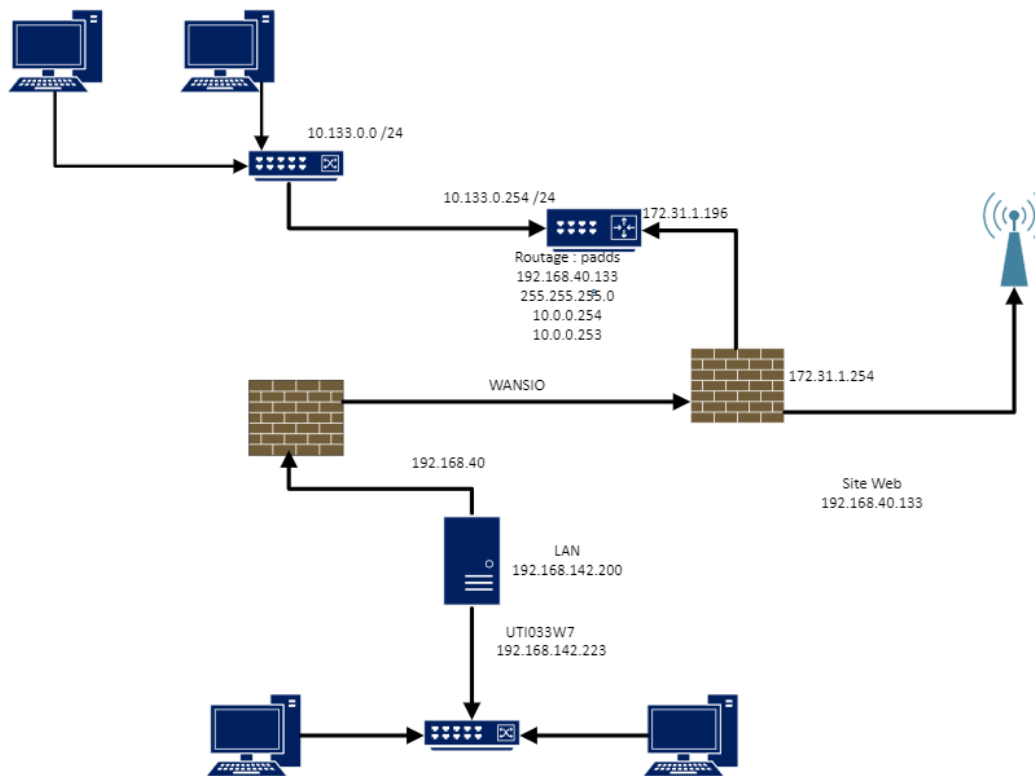 10.133.0.0 /24
10.133.0.254 /24
172.31.1.196
Routage : padds
192.168.40.133
255.255.255.0
10.0.0.254
10.0.0.253
172.31.1.254
WANSIO
192.168.40
Site Web
192.168.40.133
LAN
192.168.142.200
UTI033W7
192.168.142.223